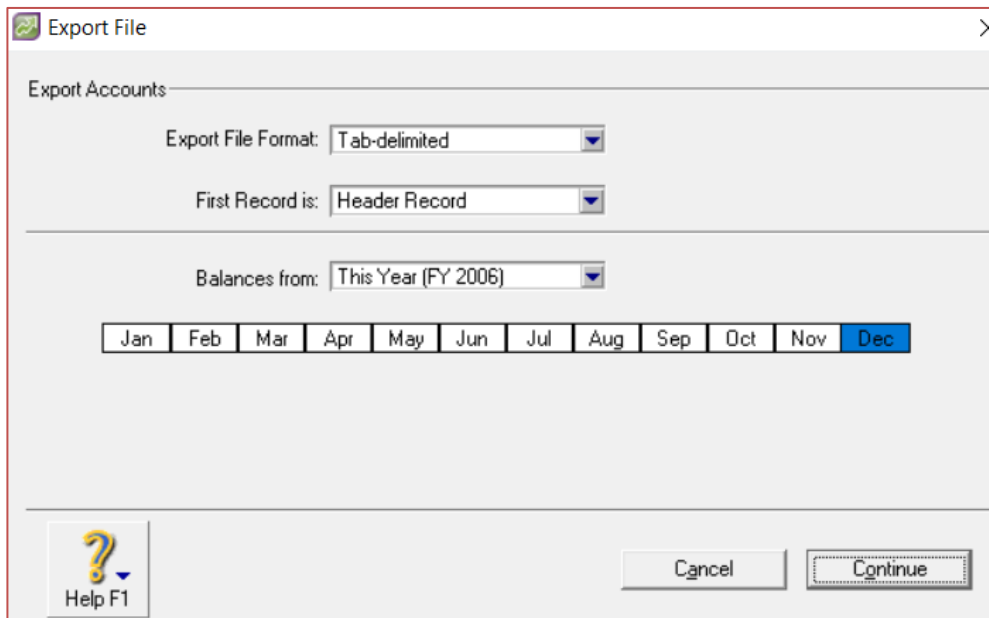 Export File
Export Accounts
Export File Format: Tab-delimited
First Record is: Header Record
Balances from: This Year (FY 2006)
Jan Feb Mar Apr May Jun Jul Aug Sep Oct Nov Dec
Cancel Continue
Help F1